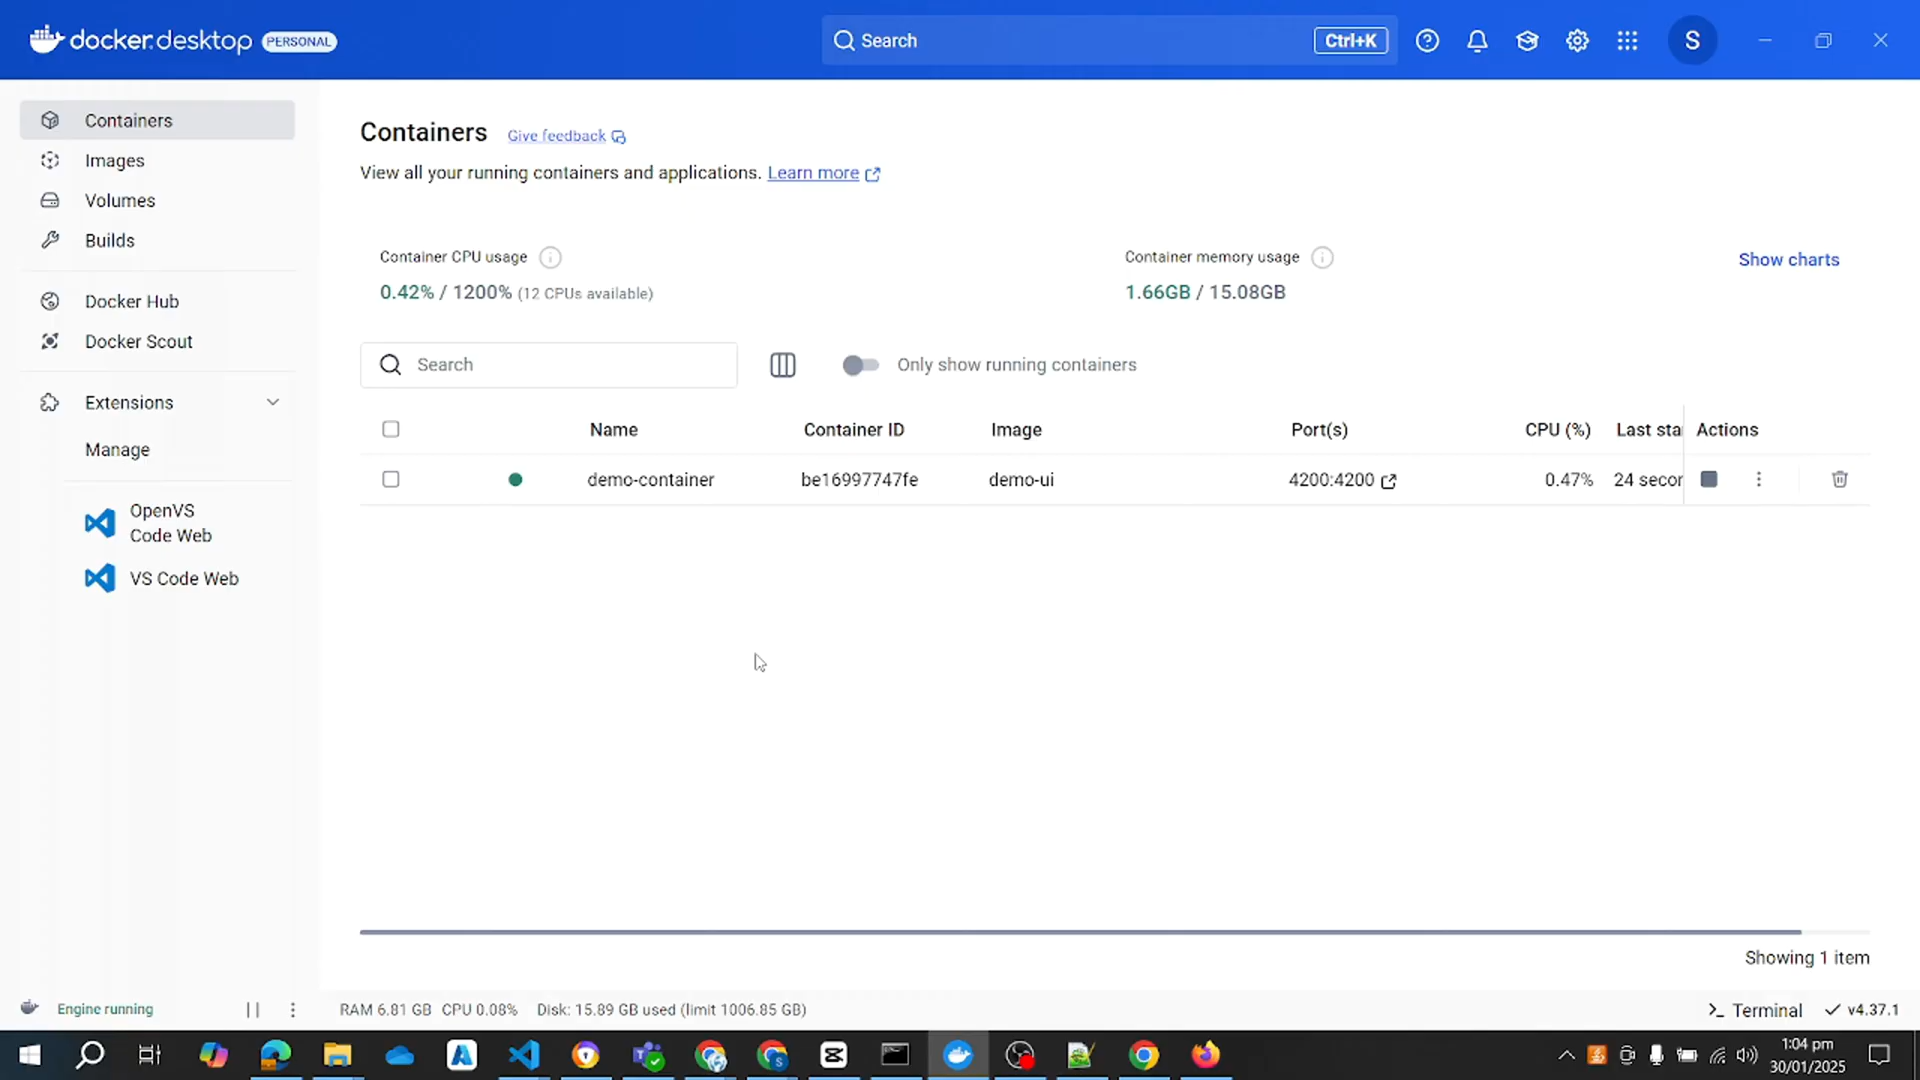 docker.desktop PERSONAL
Search
Ctrl+K
S
Containers
Images
Volumes
Builds
Docker Hub
Docker Scout
Extensions
Manage
OpenVS
Code Web
VS Code Web
Containers Give feedback
View all your running containers and applications. Learn more
Container CPU usage
0.42% / 1200% (12 CPUs available)
Container memory usage
1.66GB / 15.08GB
Show charts
Search
Only show running containers
Name Container ID Image Port(s) CPU (%) Last sta Actions
demo-container be16997747fe demo-ui 4200:4200 0.47% 24 secor
Showing 1 item
Engine running
RAM 6.81 GB CPU 0.08% Disk: 15.89 GB used (limit 1006.85 GB)
Terminal
v4.37.1
1:04 pm
30/01/2025